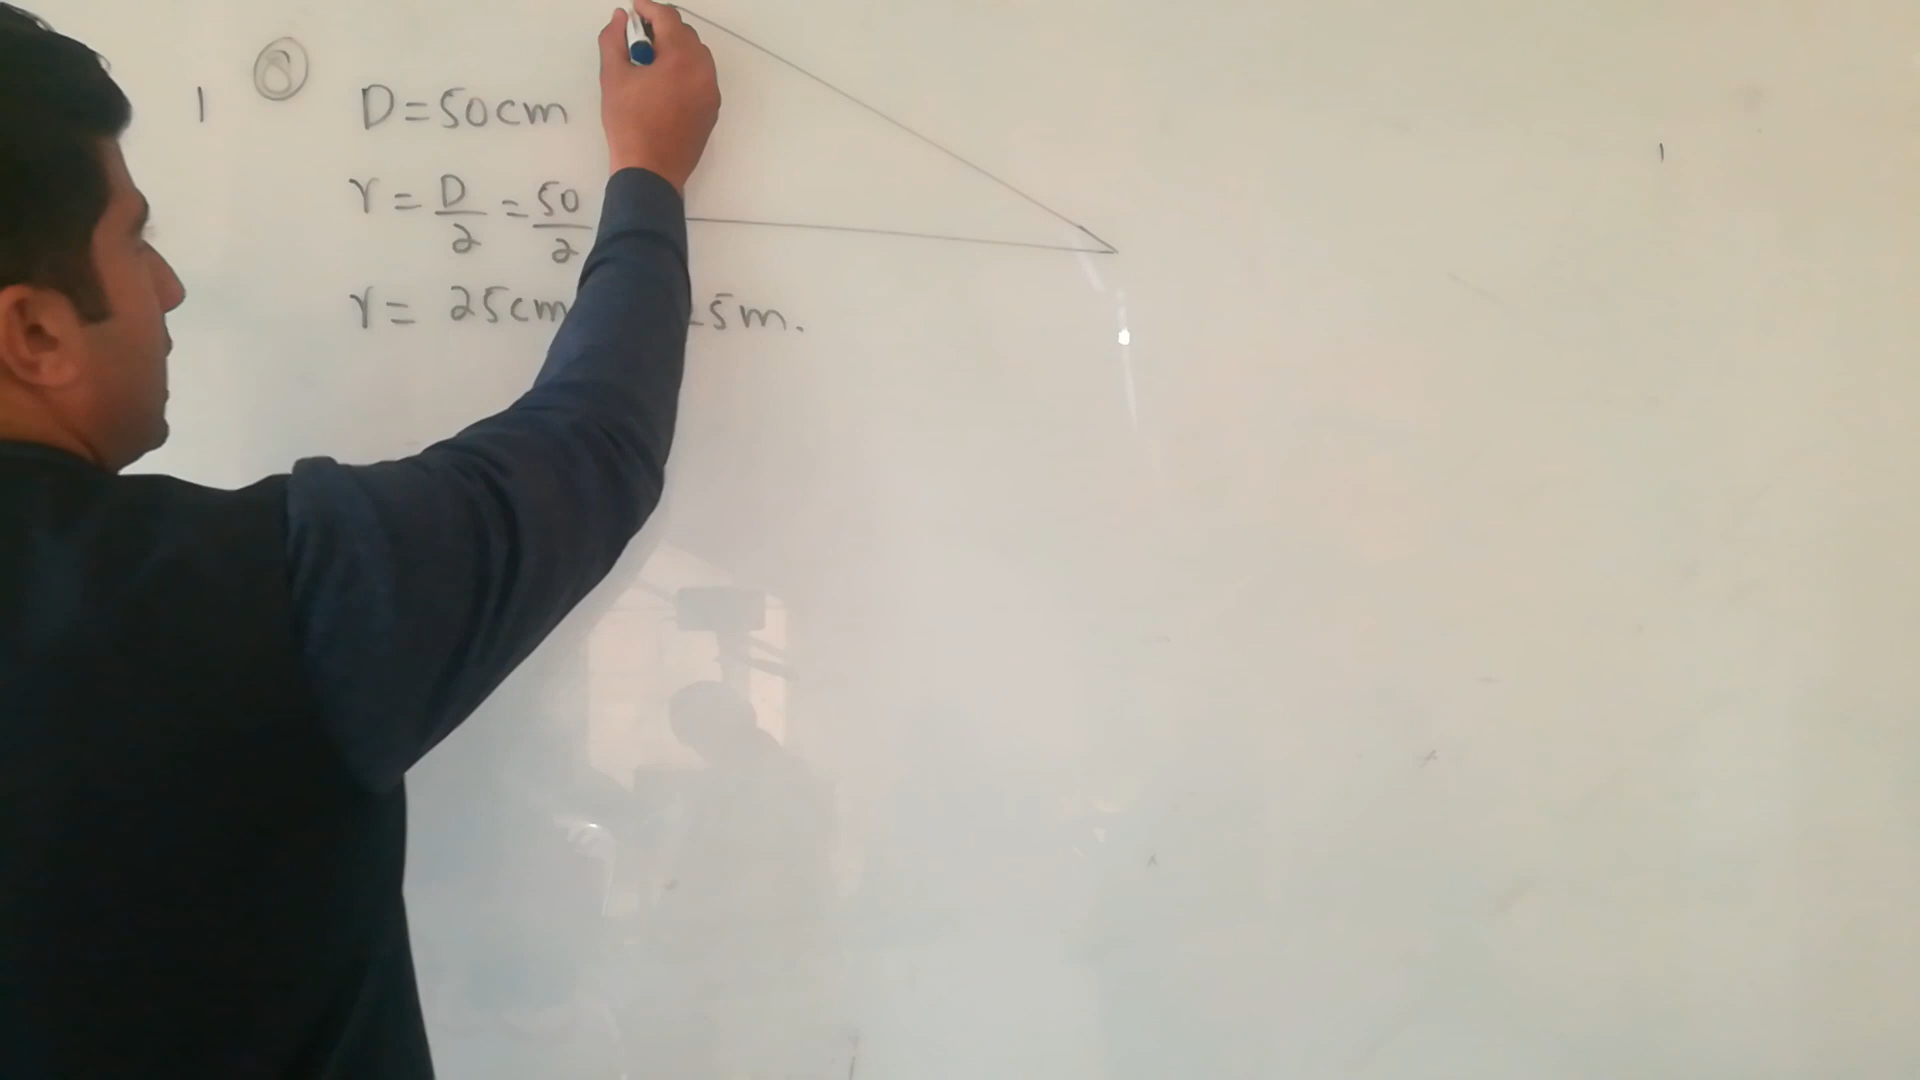 1 8 D=50cm
r = D/2 = 50/2
r = 25cm 5m.